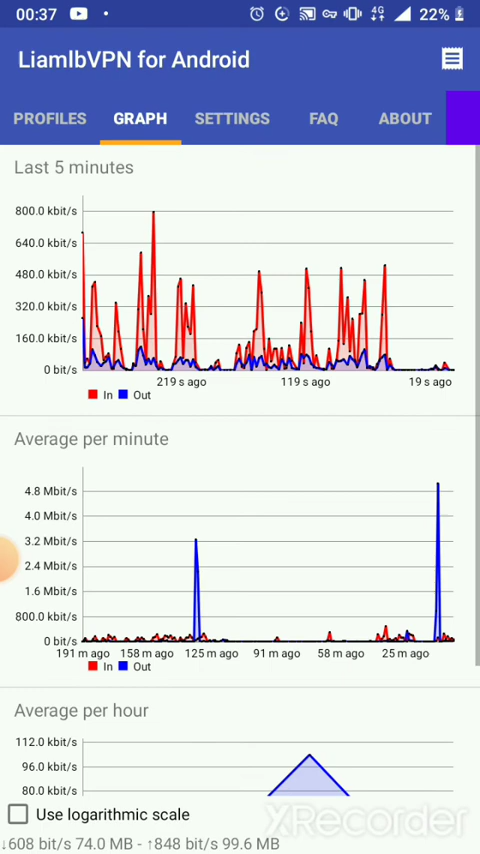 00:37 4G 22%
LiamlbVPN for Android
PROFILES GRAPH SETTINGS FAQ ABOUT
Last 5 minutes
800.0 kbit/s
640.0 kbit/s
480.0 kbit/s
320.0 kbit/s
160.0 kbit/s
0 bit/s
219 s ago 119 s ago 19 s ago
In Out
Average per minute
4.8 Mbit/s
4.0 Mbit/s
3.2 Mbit/s
2.4 Mbit/s
1.6 Mbit/s
800.0 kbit/s
0 bit/s
191 m ago 158 m ago 125 m ago 91 m ago 58 m ago 25 m ago
In Out
Average per hour
112.0 kbit/s
96.0 kbit/s
80.0 kbit/s
Use logarithmic scale
XRecorder
↓608 bit/s 74.0 MB - ↑848 bit/s 99.6 MB